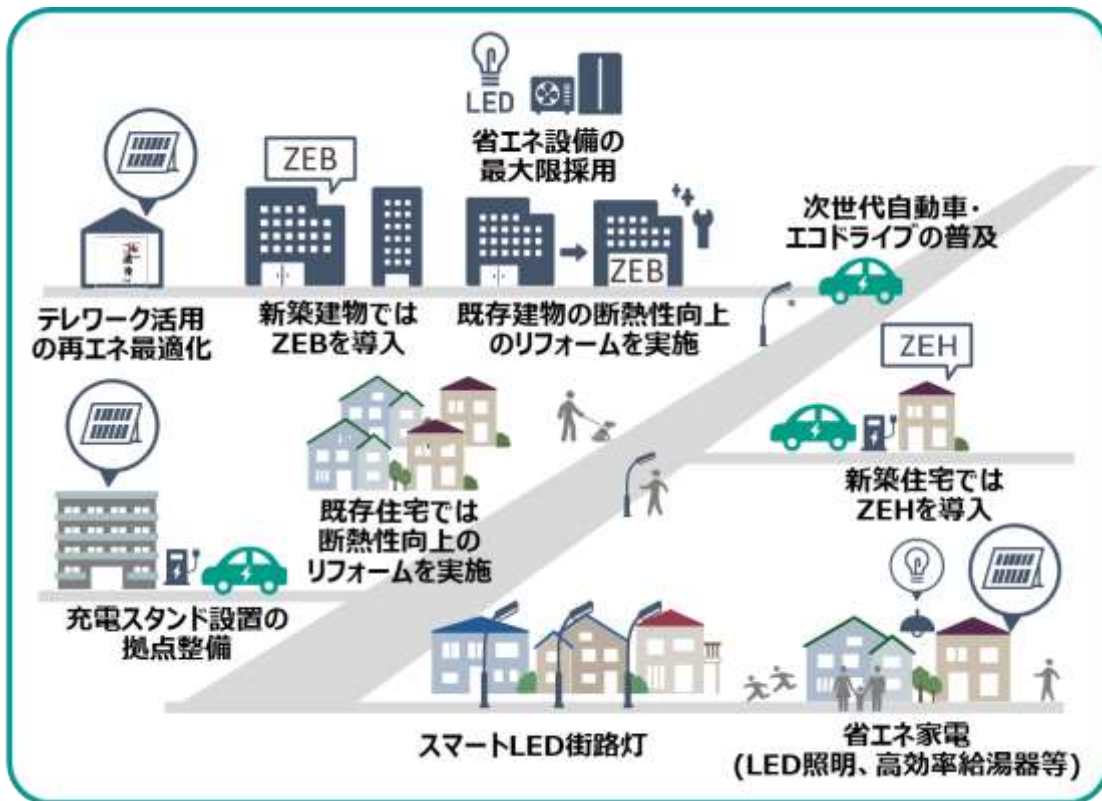 LED
省エネ設備の
最大限採用
ZEB
ZEB
テレワーク活用
の再エネ最適化
新築建物では
ZEBを導入
既存建物の断熱性向上
のリフォームを実施
次世代自動車・
エコドライブの普及
ZEH
新築住宅では
ZEHを導入
既存住宅では
断熱性向上の
リフォームを実施
充電スタンド設置の
拠点整備
スマートLED街路灯
省エネ家電
(LED照明、高効率給湯器等)